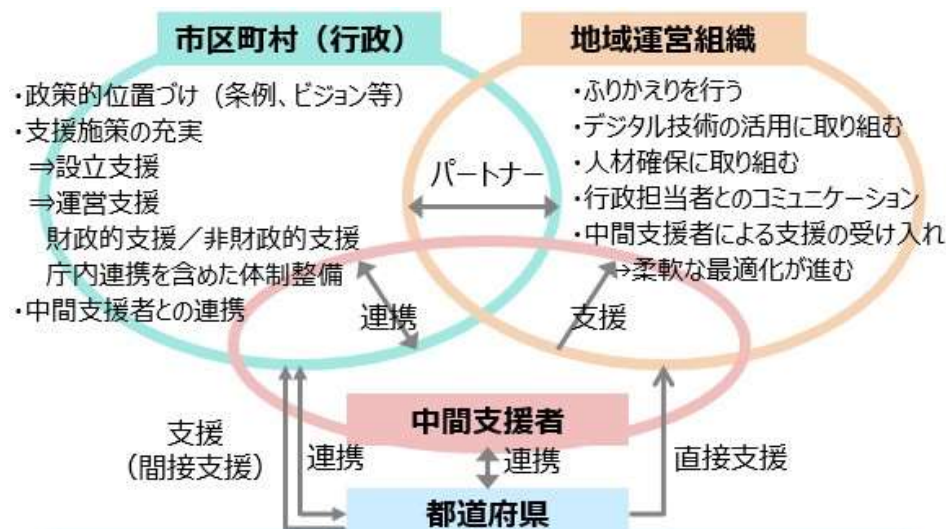 市区町村（行政）
・政策的位置づけ（条例、ビジョン等）
・支援施策の充実
⇒設立支援
⇒運営支援
財政的支援／非財政的支援
庁内連携を含めた体制整備
・中間支援者との連携
地域運営組織
・ふりかえりを行う
・デジタル技術の活用に取り組む
・人材確保に取り組む
・行政担当者とのコミュニケーション
・中間支援者による支援の受け入れ
→柔軟な最適化が進む
パートナー
連携
支援
中間支援者
支援
（間接支援）
連携
連携
直接支援
都道府県